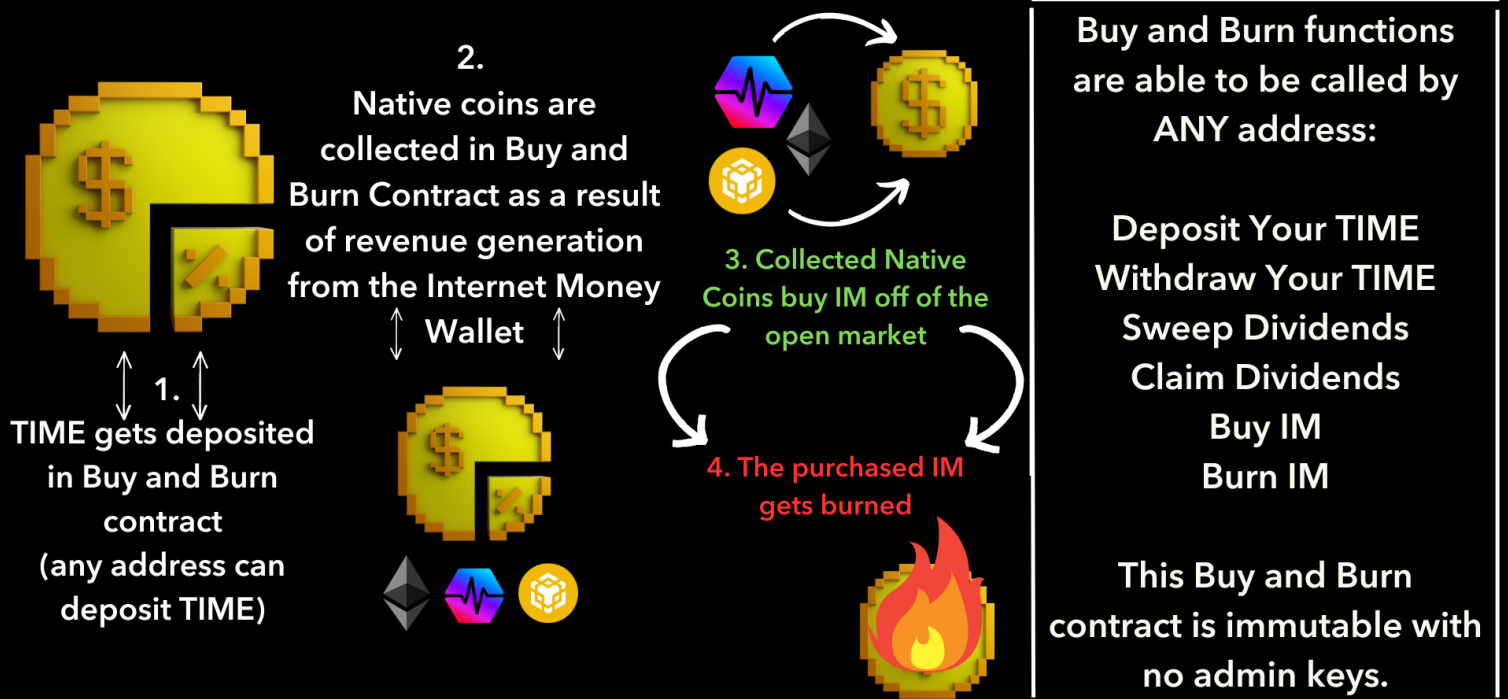 1.
TIME gets deposited
in Buy and Burn
contract
(any address can
deposit TIME)
2.
Native coins are
collected in Buy and
Burn Contract as a result
of revenue generation
from the Internet Money
Wallet
3. Collected Native
Coins buy IM off of the
open market
4. The purchased IM
gets burned
Buy and Burn functions
are able to be called by
ANY address:
Deposit Your TIME
Withdraw Your TIME
Sweep Dividends
Claim Dividends
Buy IM
Burn IM
This Buy and Burn
contract is immutable with
no admin keys.